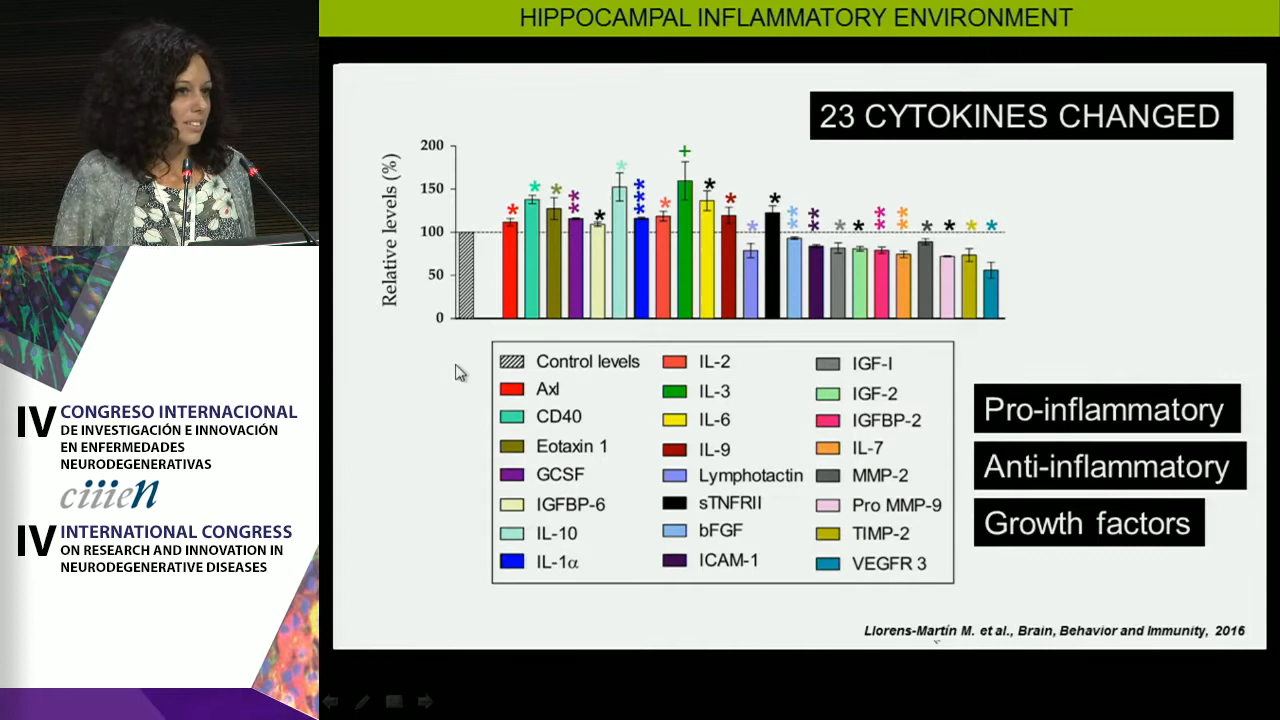 HIPPOCAMPAL INFLAMMATORY ENVIRONMENT
23 CYTOKINES CHANGED
Relative levels (%)
200
150
100
50
0
* * * ** * * *** * + * * * * ** ** * * ** ** * * * *
Control levels
Axl
CD40
Eotaxin 1
GCSF
IGFBP-6
IL-10
IL-1α
IL-2
IL-3
IL-6
IL-9
Lymphotactin
sTNFRII
bFGF
ICAM-1
IGF-I
IGF-2
IGFBP-2
IL-7
MMP-2
Pro MMP-9
TIMP-2
VEGFR 3
Pro-inflammatory
Anti-inflammatory
Growth factors
Llorens-Martín M. et al., Brain, Behavior and Immunity, 2016
IV CONGRESO INTERNACIONAL
DE INVESTIGACIÓN E INNOVACIÓN
EN ENFERMEDADES
NEURODEGENERATIVAS
ciiien
IV INTERNATIONAL CONGRESS
ON RESEARCH AND INNOVATION IN
NEURODEGENERATIVE DISEASES